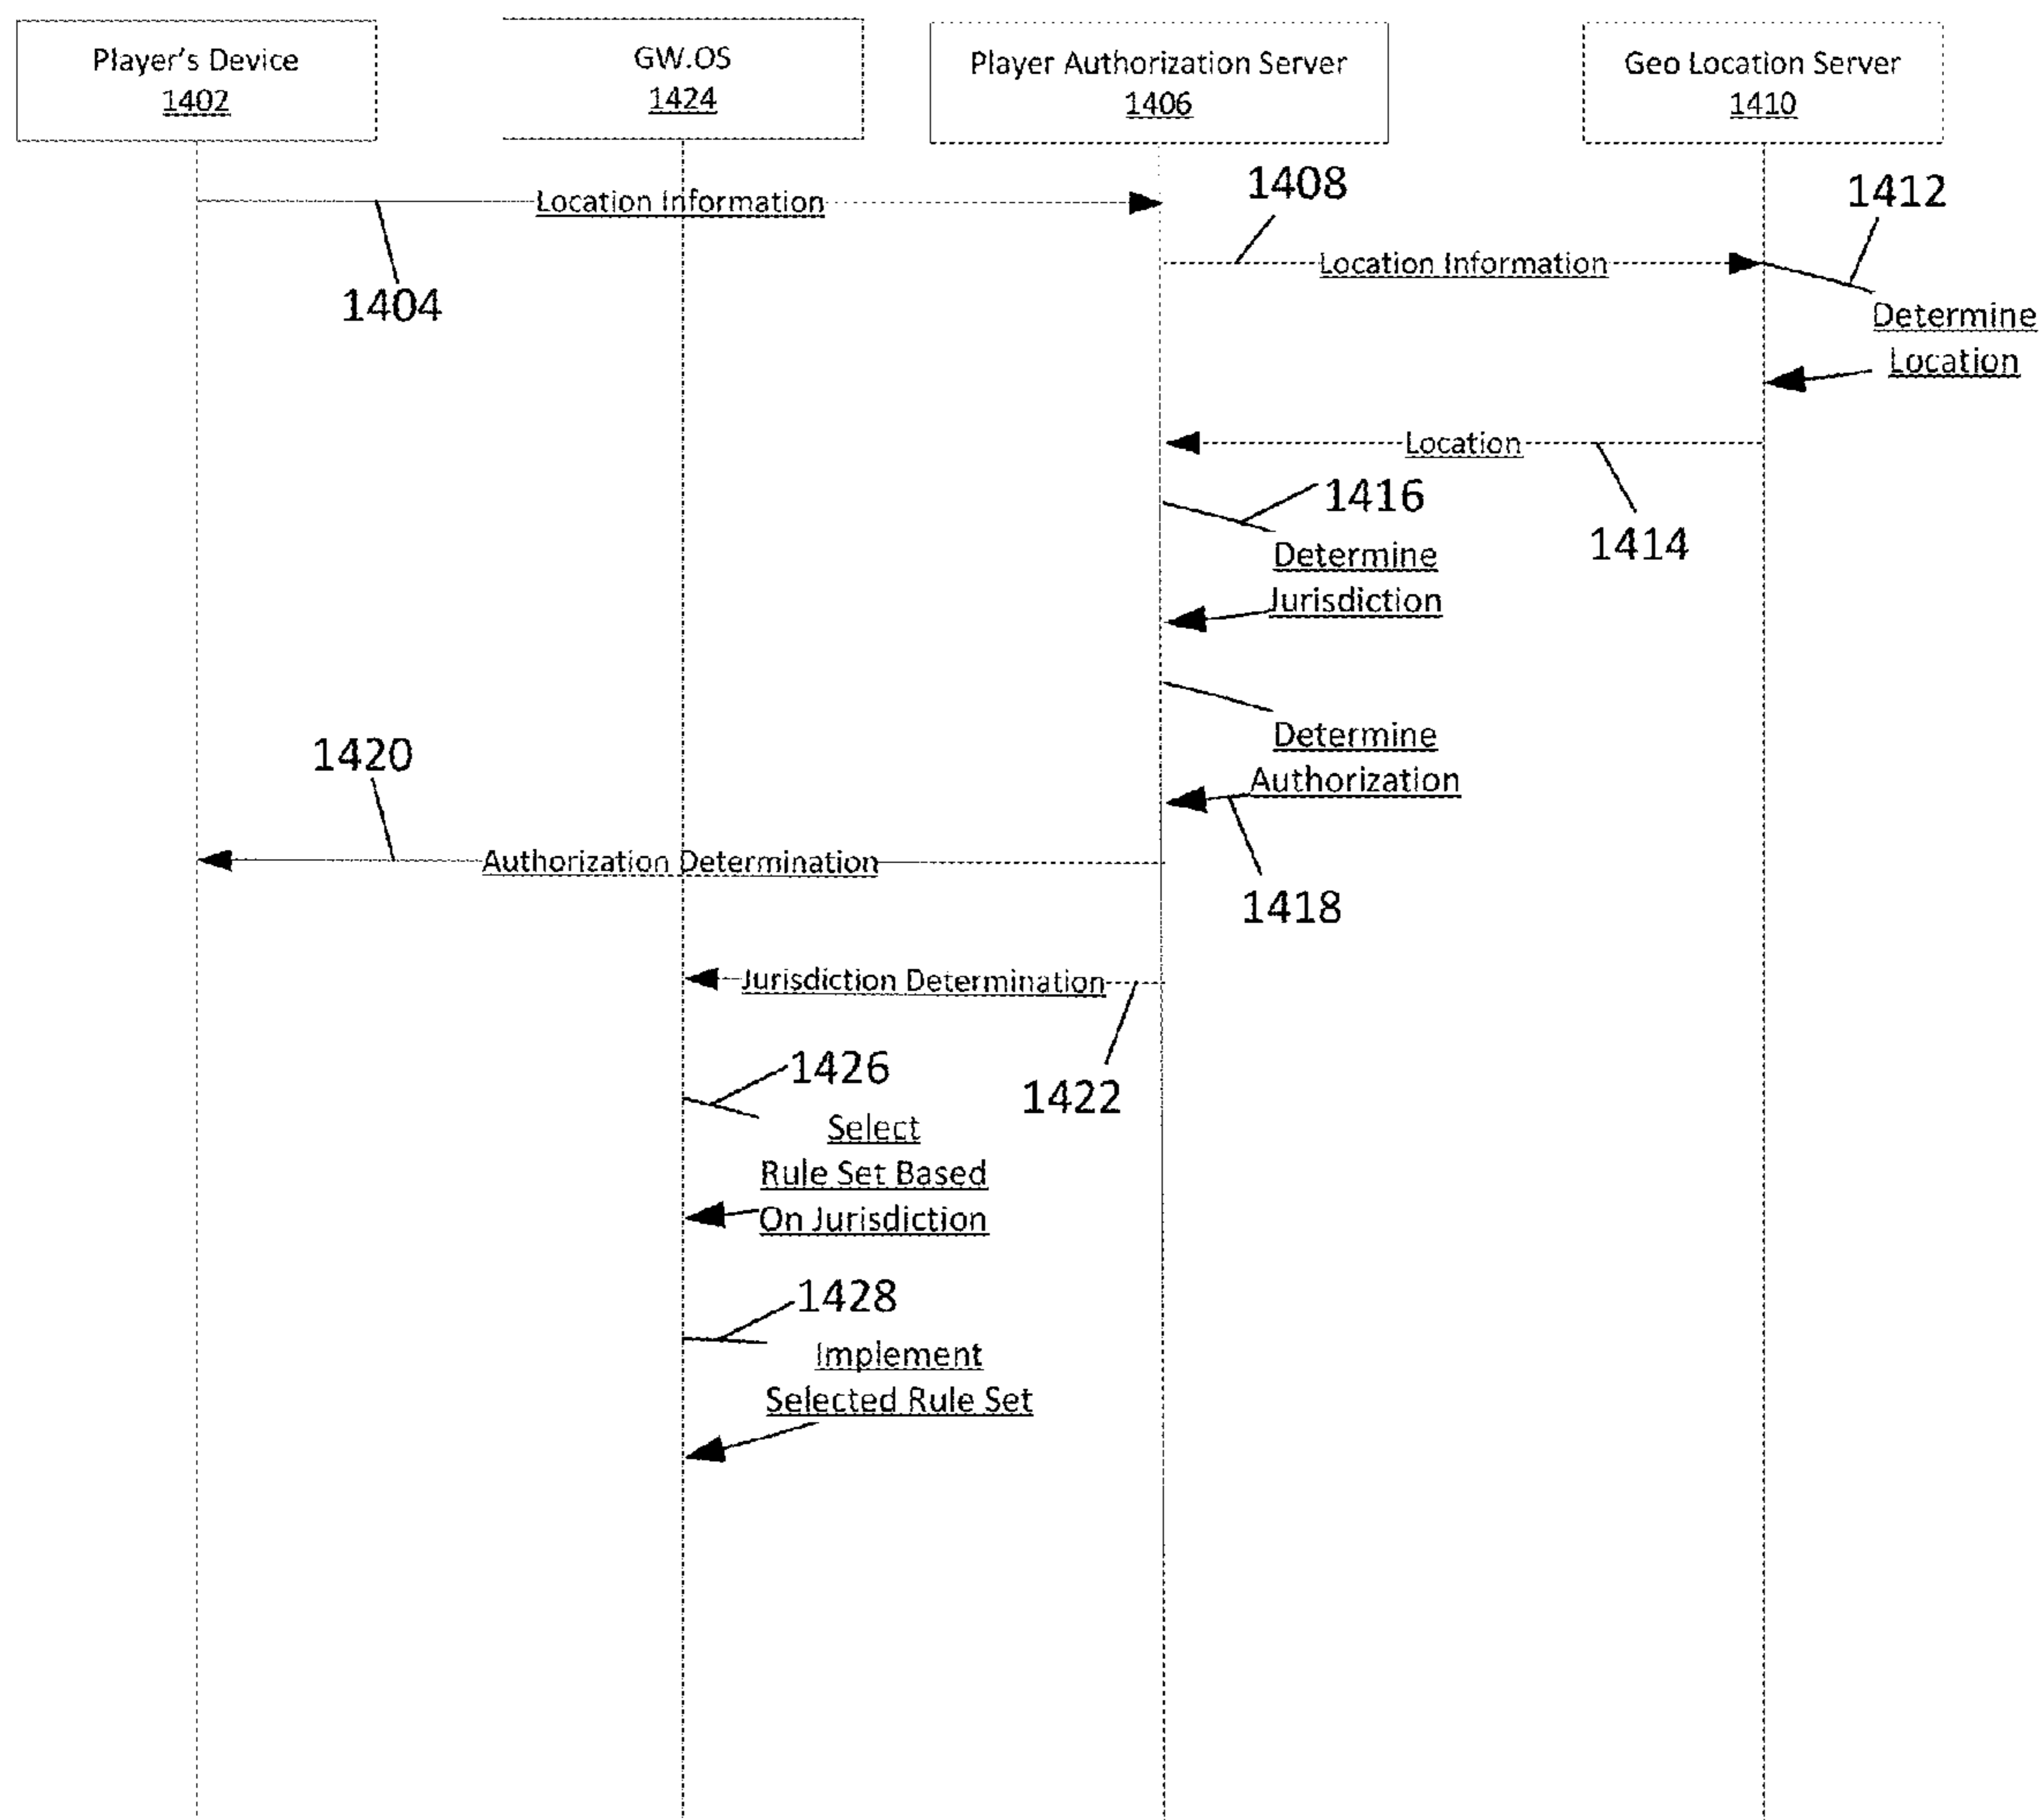 Player's Device
1402
GW.OS
1424
Player Authorization Server
1406
Geo Location Server
1410
Location Information
1404
1408
Location Information
1412
Determine
Location
Location
1414
1416
Determine
Jurisdiction
Determine
Authorization
1418
1420
Authorization Determination
Jurisdiction Determination
1422
1426
Select
Rule Set Based
On Jurisdiction
1428
Implement
Selected Rule Set